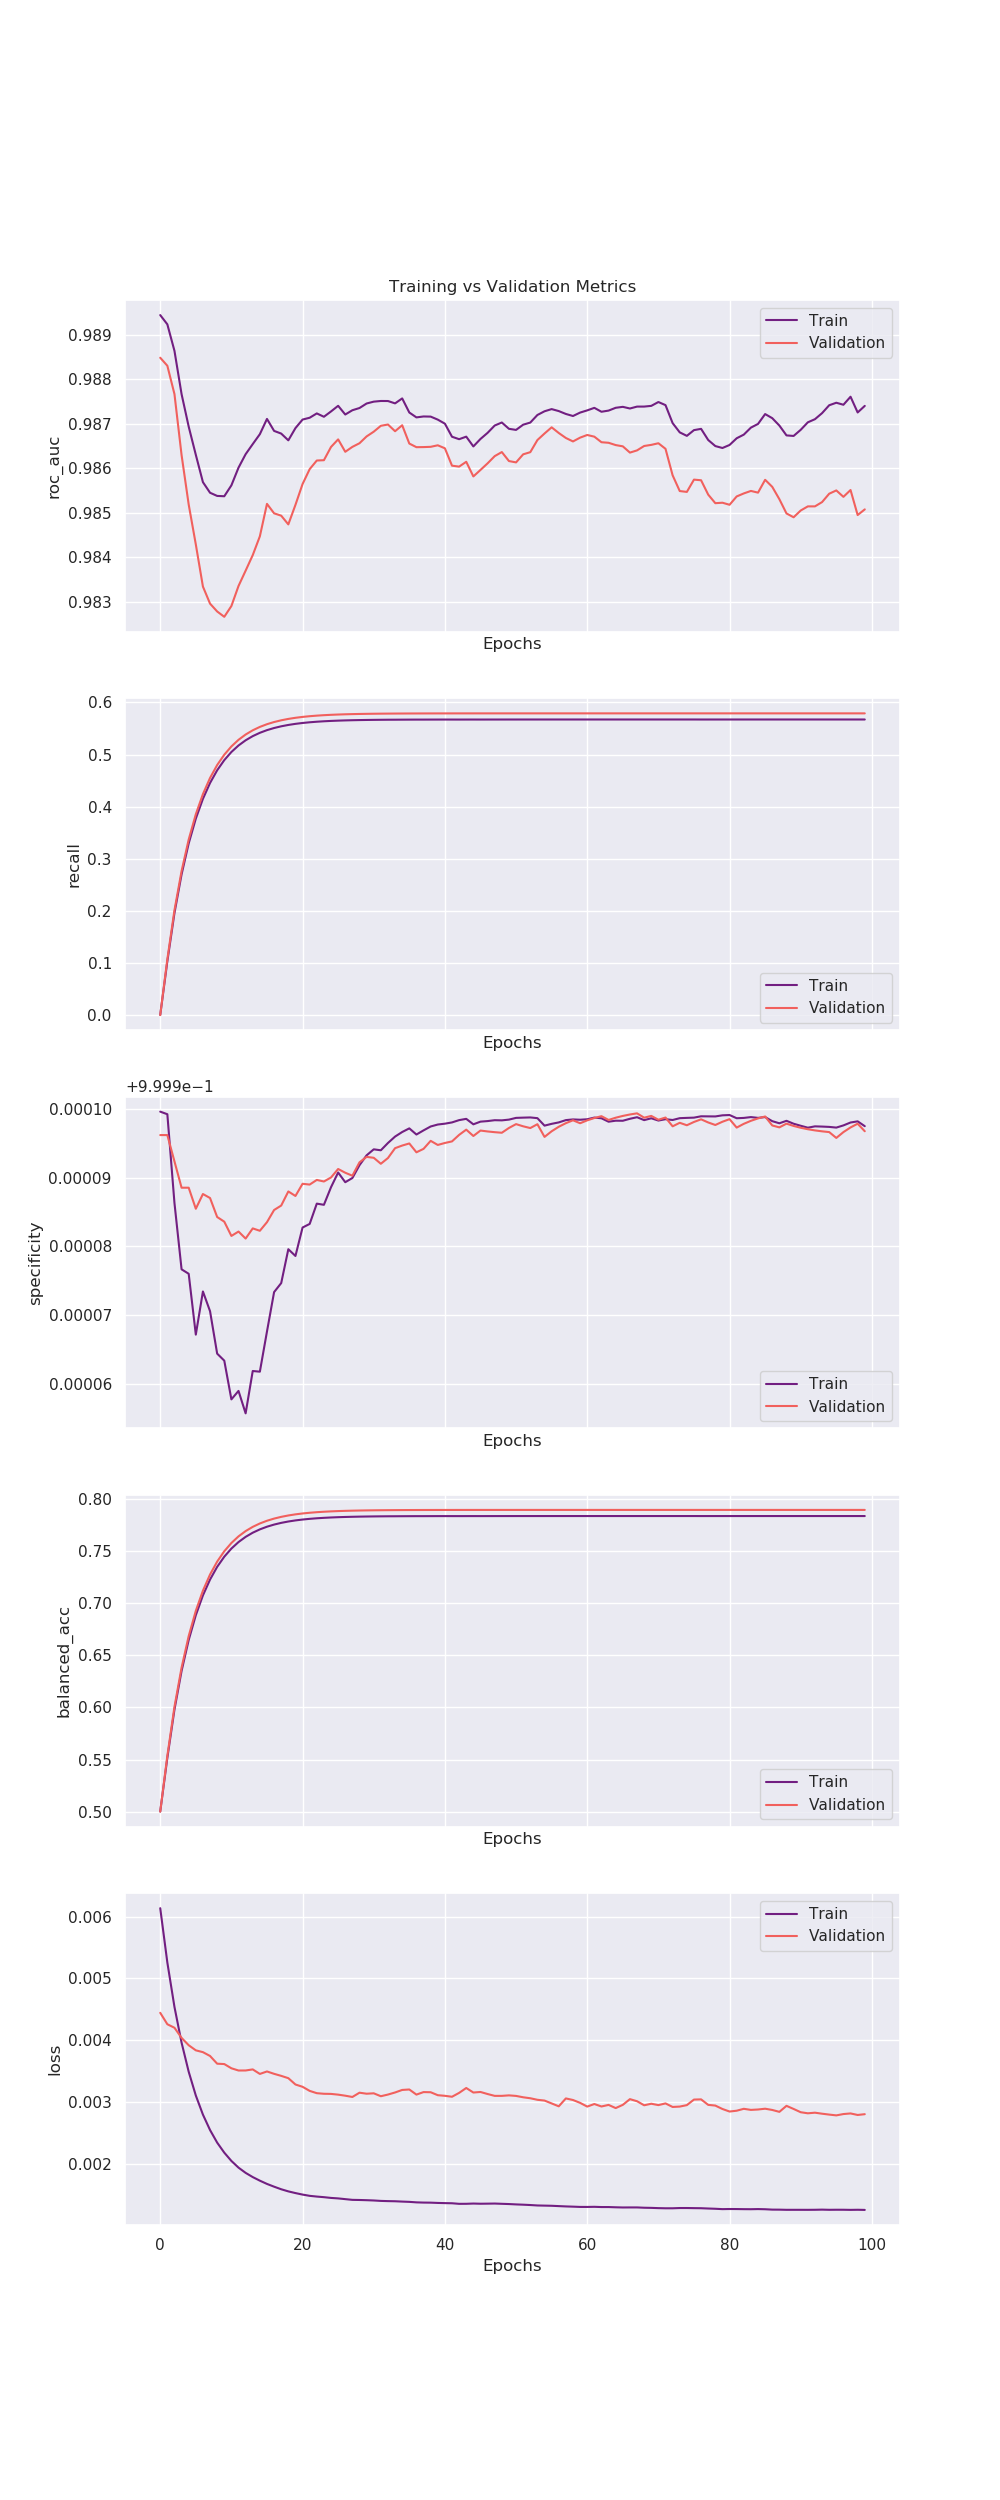 Training vs Validation Metrics
0.989
0.988
0.987
0.986
0.985
0.984
0.983
roc_auc
Train
Validation
Epochs
0.6
0.5
0.4
0.3
0.2
0.1
0.0
recall
Train
Validation
Epochs
+9.999e−1
0.00010
0.00009
0.00008
0.00007
0.00006
specificity
Train
Validation
Epochs
0.80
0.75
0.70
0.65
0.60
0.55
0.50
balanced_acc
Train
Validation
Epochs
0.006
0.005
0.004
0.003
0.002
loss
Train
Validation
0 20 40 60 80 100
Epochs